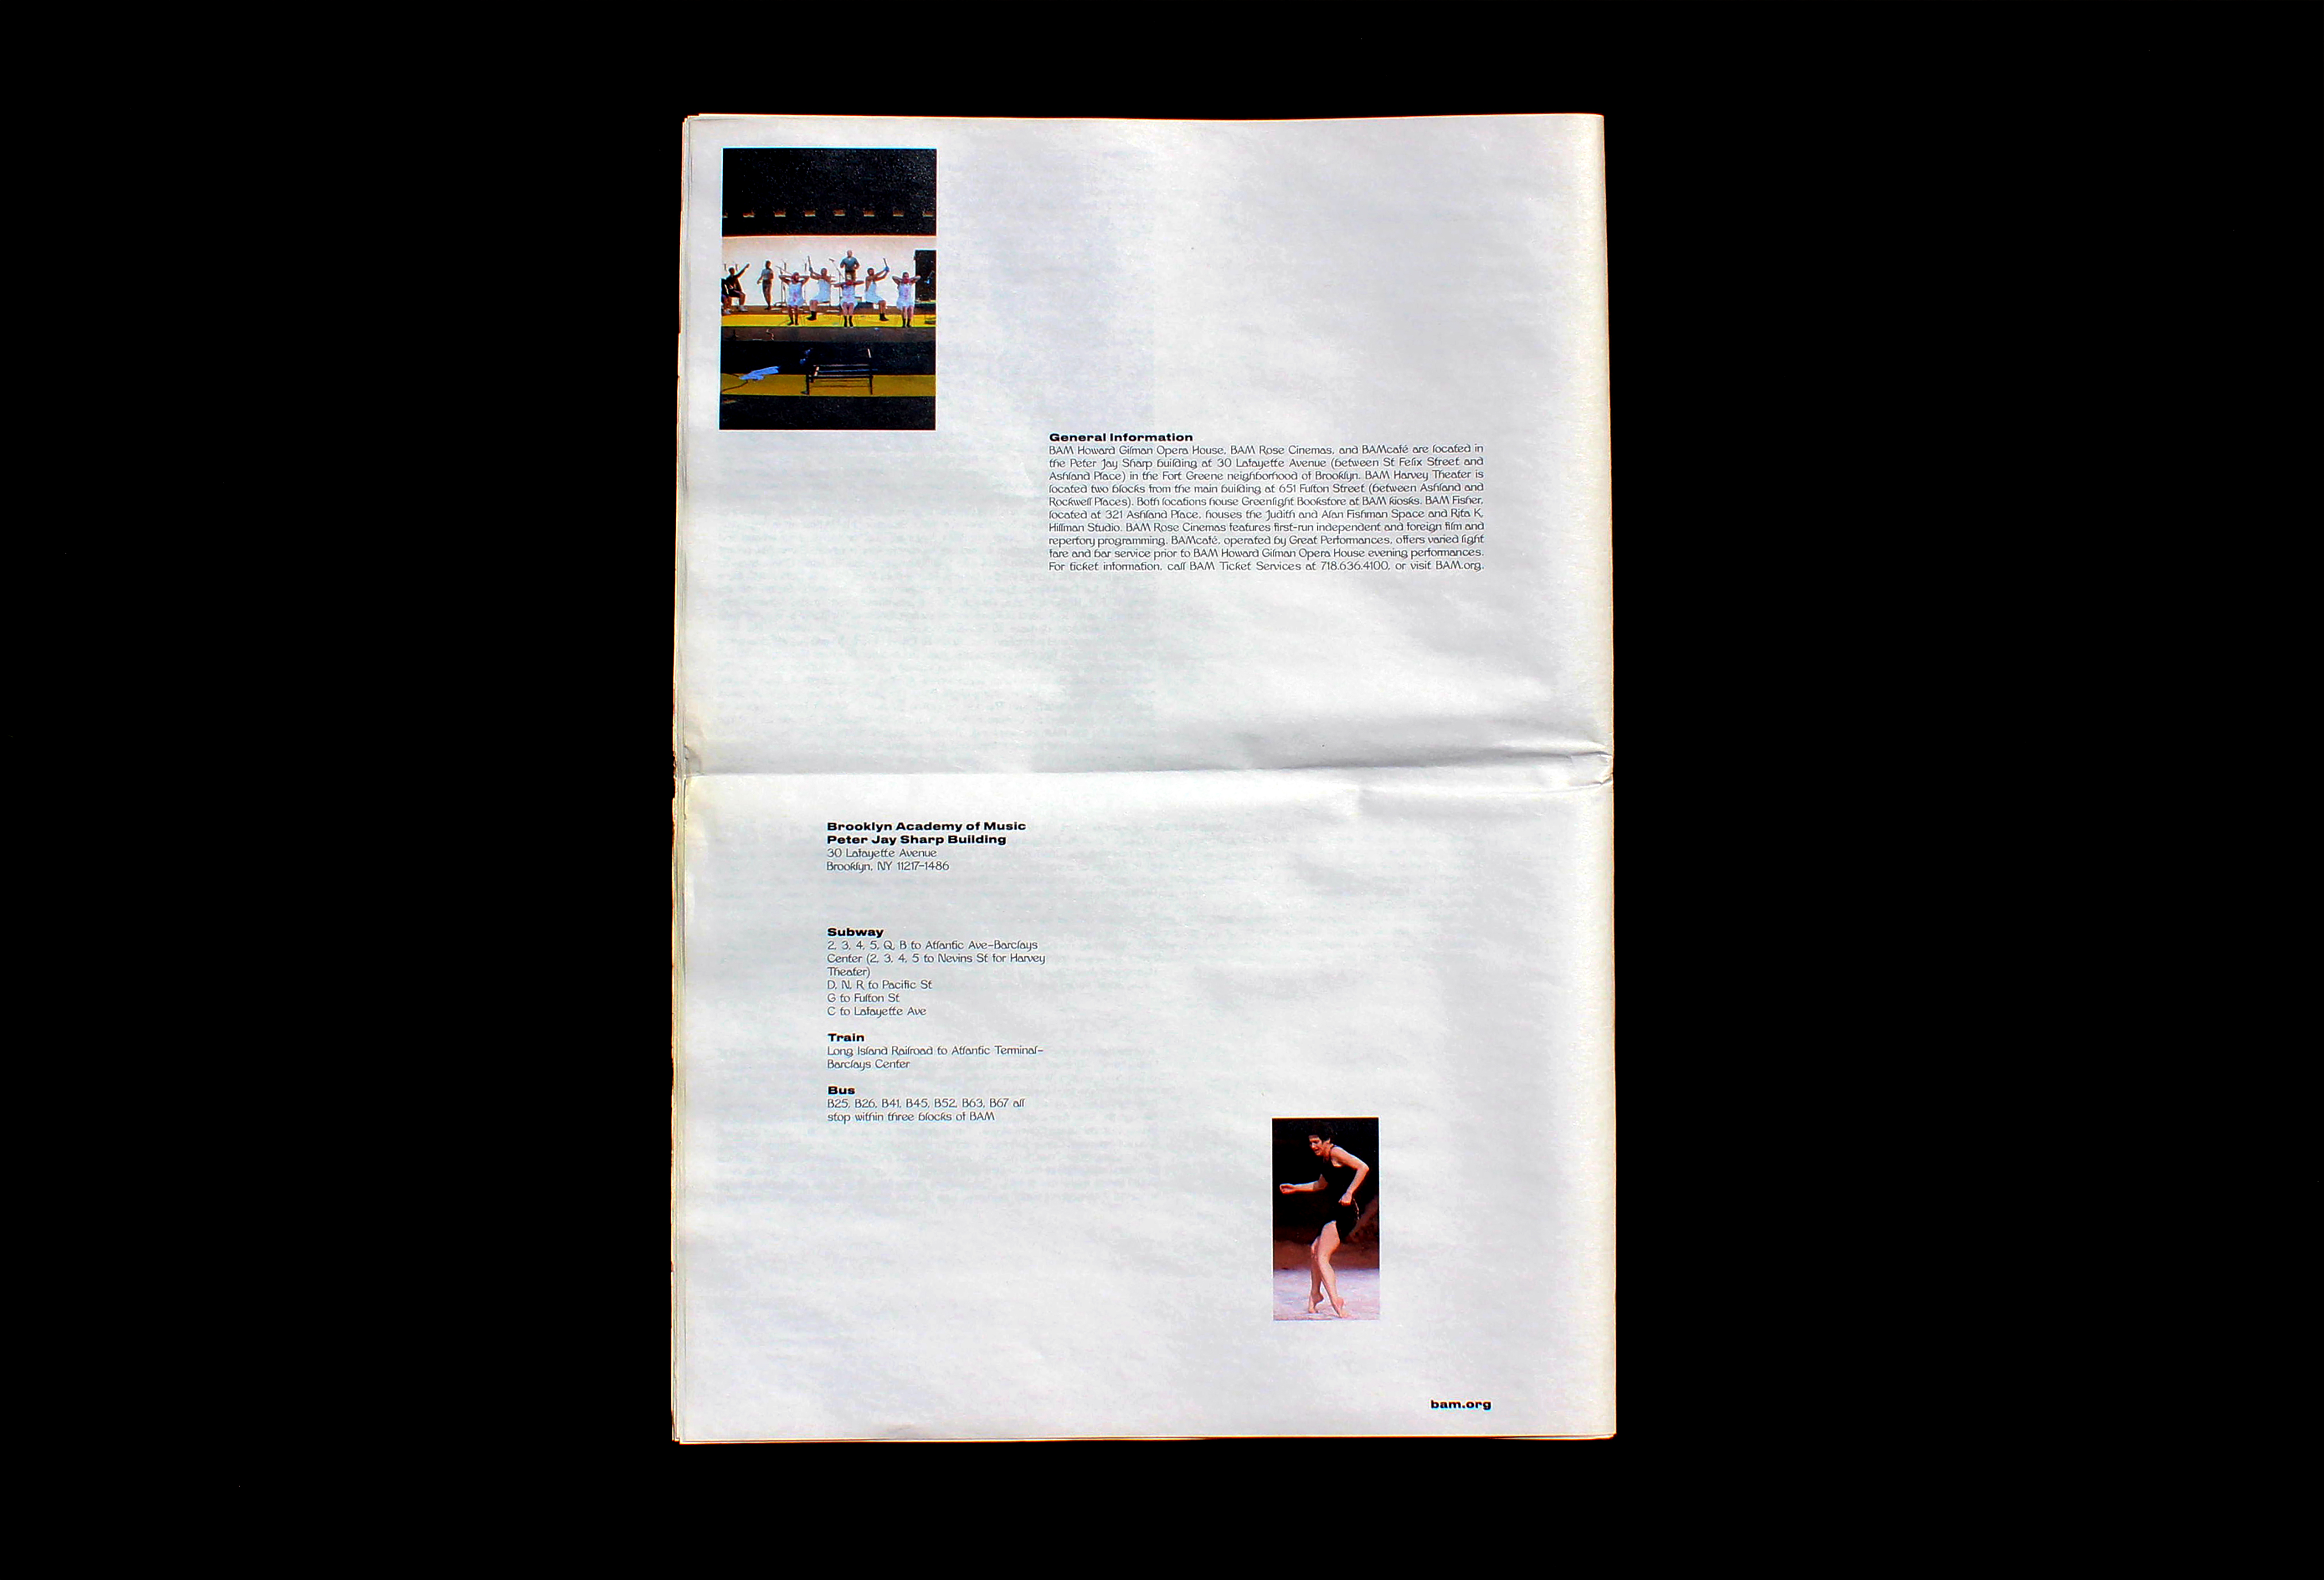 General Information
BAM Howard Gilman Opera House, BAM Rose Cinemas, and BAMcafé are located in
the Peter Jay Sharp building at 30 Lafayette Avenue (between St Felix Street and
Ashland Place) in the Fort Greene neighborhood of Brooklyn. BAM Harvey Theater is
located two blocks from the main building at 651 Fulton Street (between Ashland and
Rockwell Places). Both locations house Greenlight Bookstore at BAM kiosks. BAM Fisher,
located at 321 Ashland Place, houses the Judith and Alan Fishman Space and Rita K.
Hillman Studio. BAM Rose Cinemas features first-run independent and foreign film and
repertory programming. BAMcafé, operated by Great Performances, offers varied light
fare and bar service prior to BAM Howard Gilman Opera House evening performances.
For ticket information, call BAM Ticket Services at 718.636.4100, or visit BAM.org.
Brooklyn Academy of Music
Peter Jay Sharp Building
30 Lafayette Avenue
Brooklyn, NY 11217–1486
Subway
2, 3, 4, 5, Q, B to Atlantic Ave–Barclays
Center (2, 3, 4, 5 to Nevins St for Harvey
Theater)
D, N, R to Pacific St
G to Fulton St
C to Lafayette Ave
Train
Long Island Railroad to Atlantic Terminal–
Barclays Center
Bus
B25, B26, B41, B45, B52, B63, B67 all
stop within three blocks of BAM
bam.org